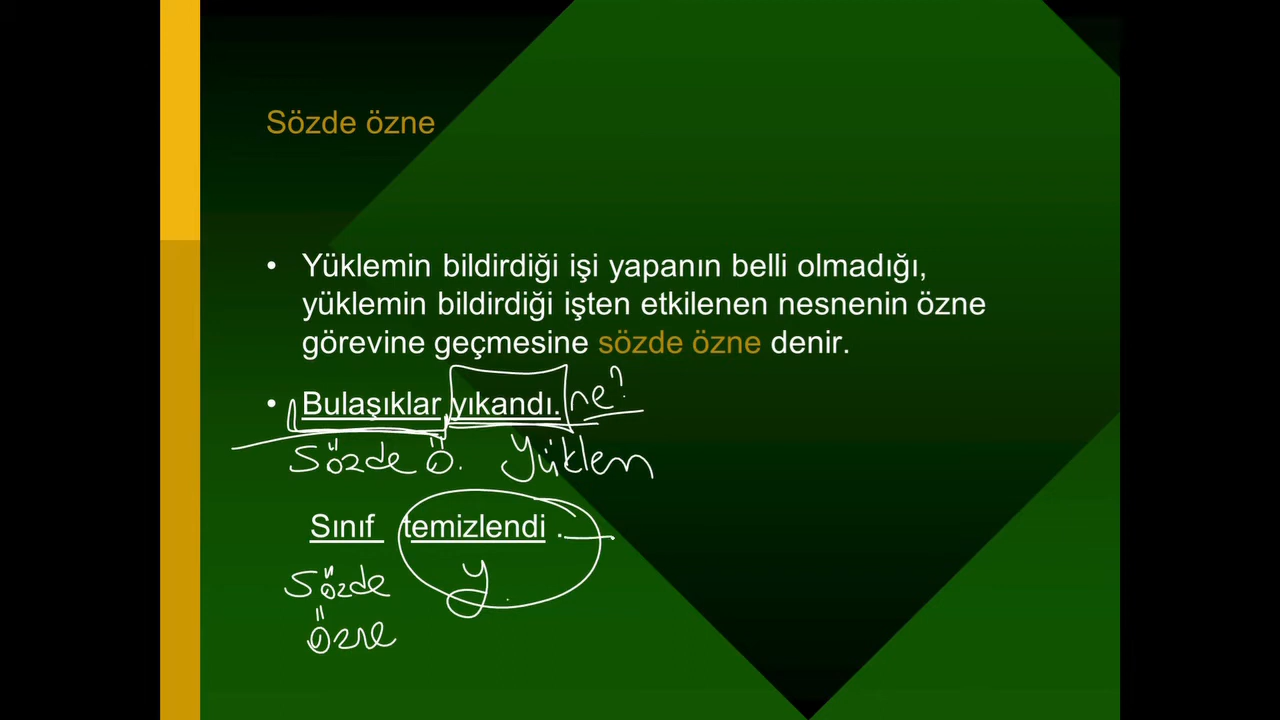 Sözde özne
• Yüklemin bildirdiği işi yapanın belli olmadığı,
yüklemin bildirdiği işten etkilenen nesnenin özne
görevine geçmesine sözde özne denir.
• Bulaşıklar yıkandı. ne?
Sözde Ö. Yüklem
Sınıf temizlendi .
Sözde y
özne